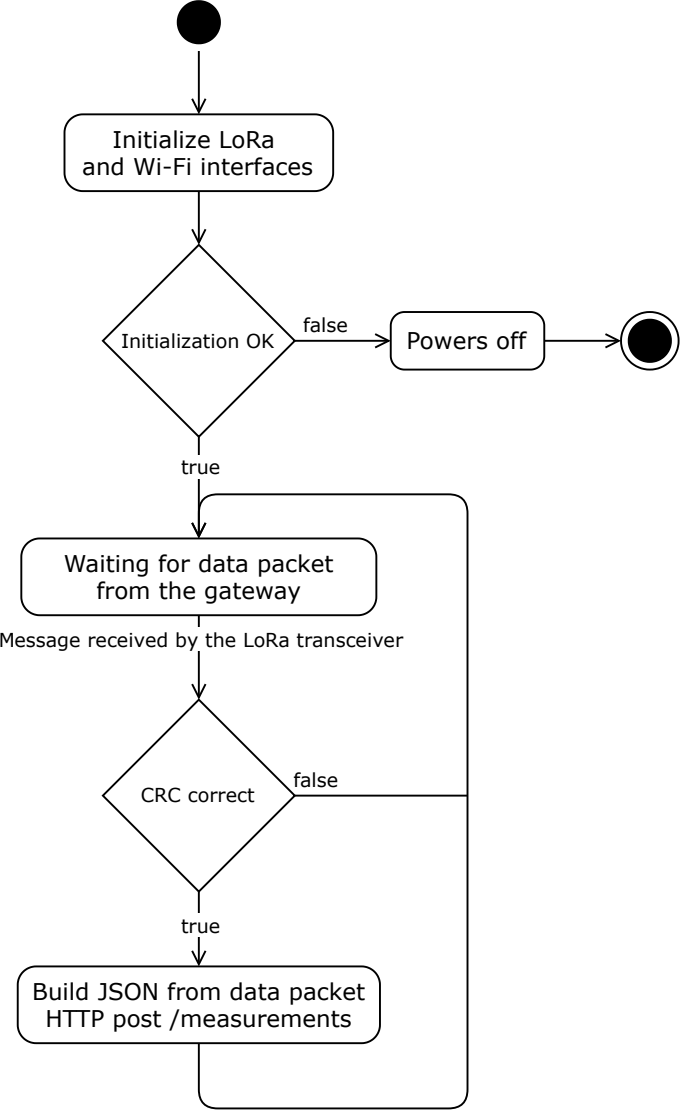 Initialize LoRa
and Wi-Fi interfaces
Initialization OK
false
Powers off
true
Waiting for data packet
from the gateway
Message received by the LoRa transceiver
CRC correct
false
true
Build JSON from data packet
HTTP post /measurements